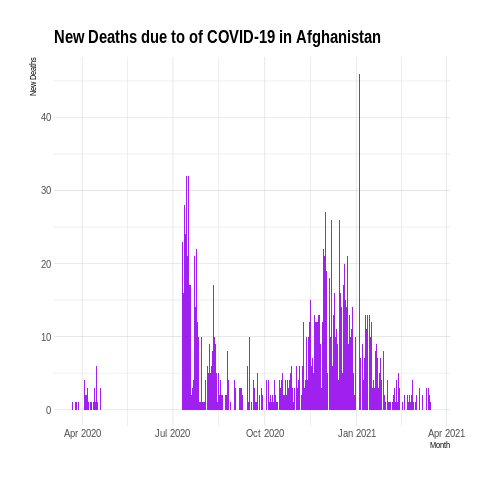 New Deaths due to of COVID-19 in Afghanistan
New Deaths
40
30
20
10
0
Apr 2020
Jul 2020
Oct 2020
Jan 2021
Apr 2021
Month